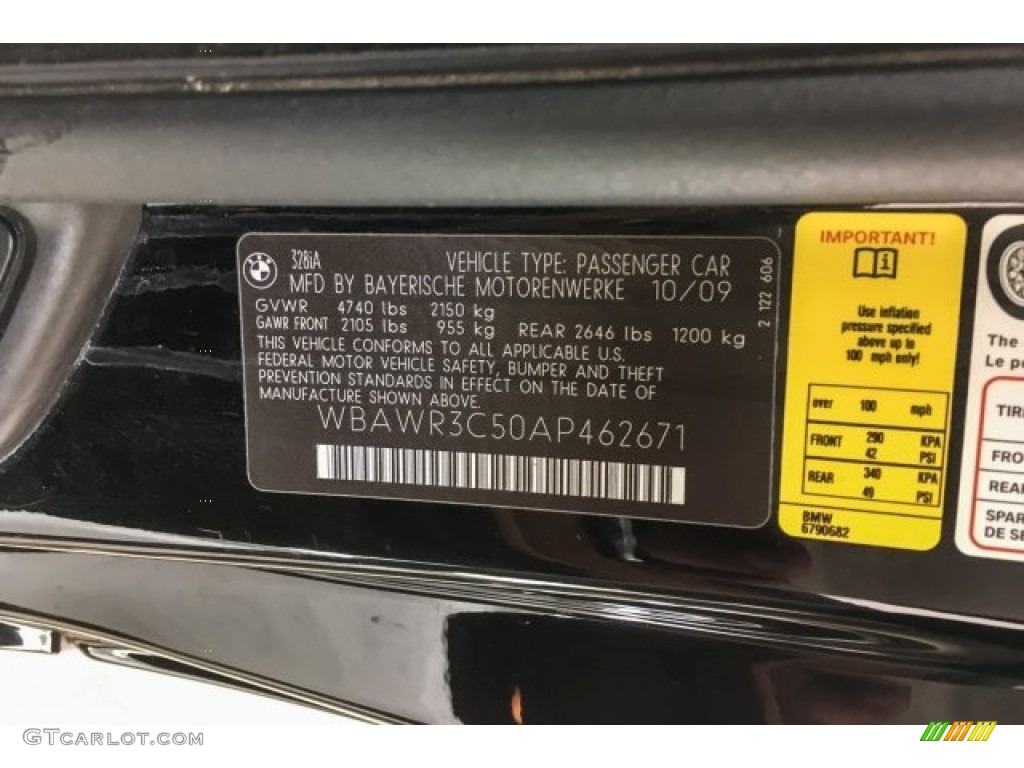 328iA VEHICLE TYPE: PASSENGER CAR
MFD BY BAYERISCHE MOTORENWERKE 10/09
GVWR 4740 lbs 2150 kg
GAWR FRONT 2105 lbs 955 kg REAR 2646 lbs 1200 kg
THIS VEHICLE CONFORMS TO ALL APPLICABLE U.S.
FEDERAL MOTOR VEHICLE SAFETY, BUMPER AND THEFT
PREVENTION STANDARDS IN EFFECT ON THE DATE OF
MANUFACTURE SHOWN ABOVE.
WBAWR3C50AP462671
2 122 606
IMPORTANT!
Use inflation
pressure specified
above up to
100 mph only!
over 100 mph
FRONT 290 KPA
42 PSI
REAR 340 KPA
49 PSI
BMW
6790682
The
Le
TIR
FRO
REA
SPAR
DE SE
GTcarlot.com